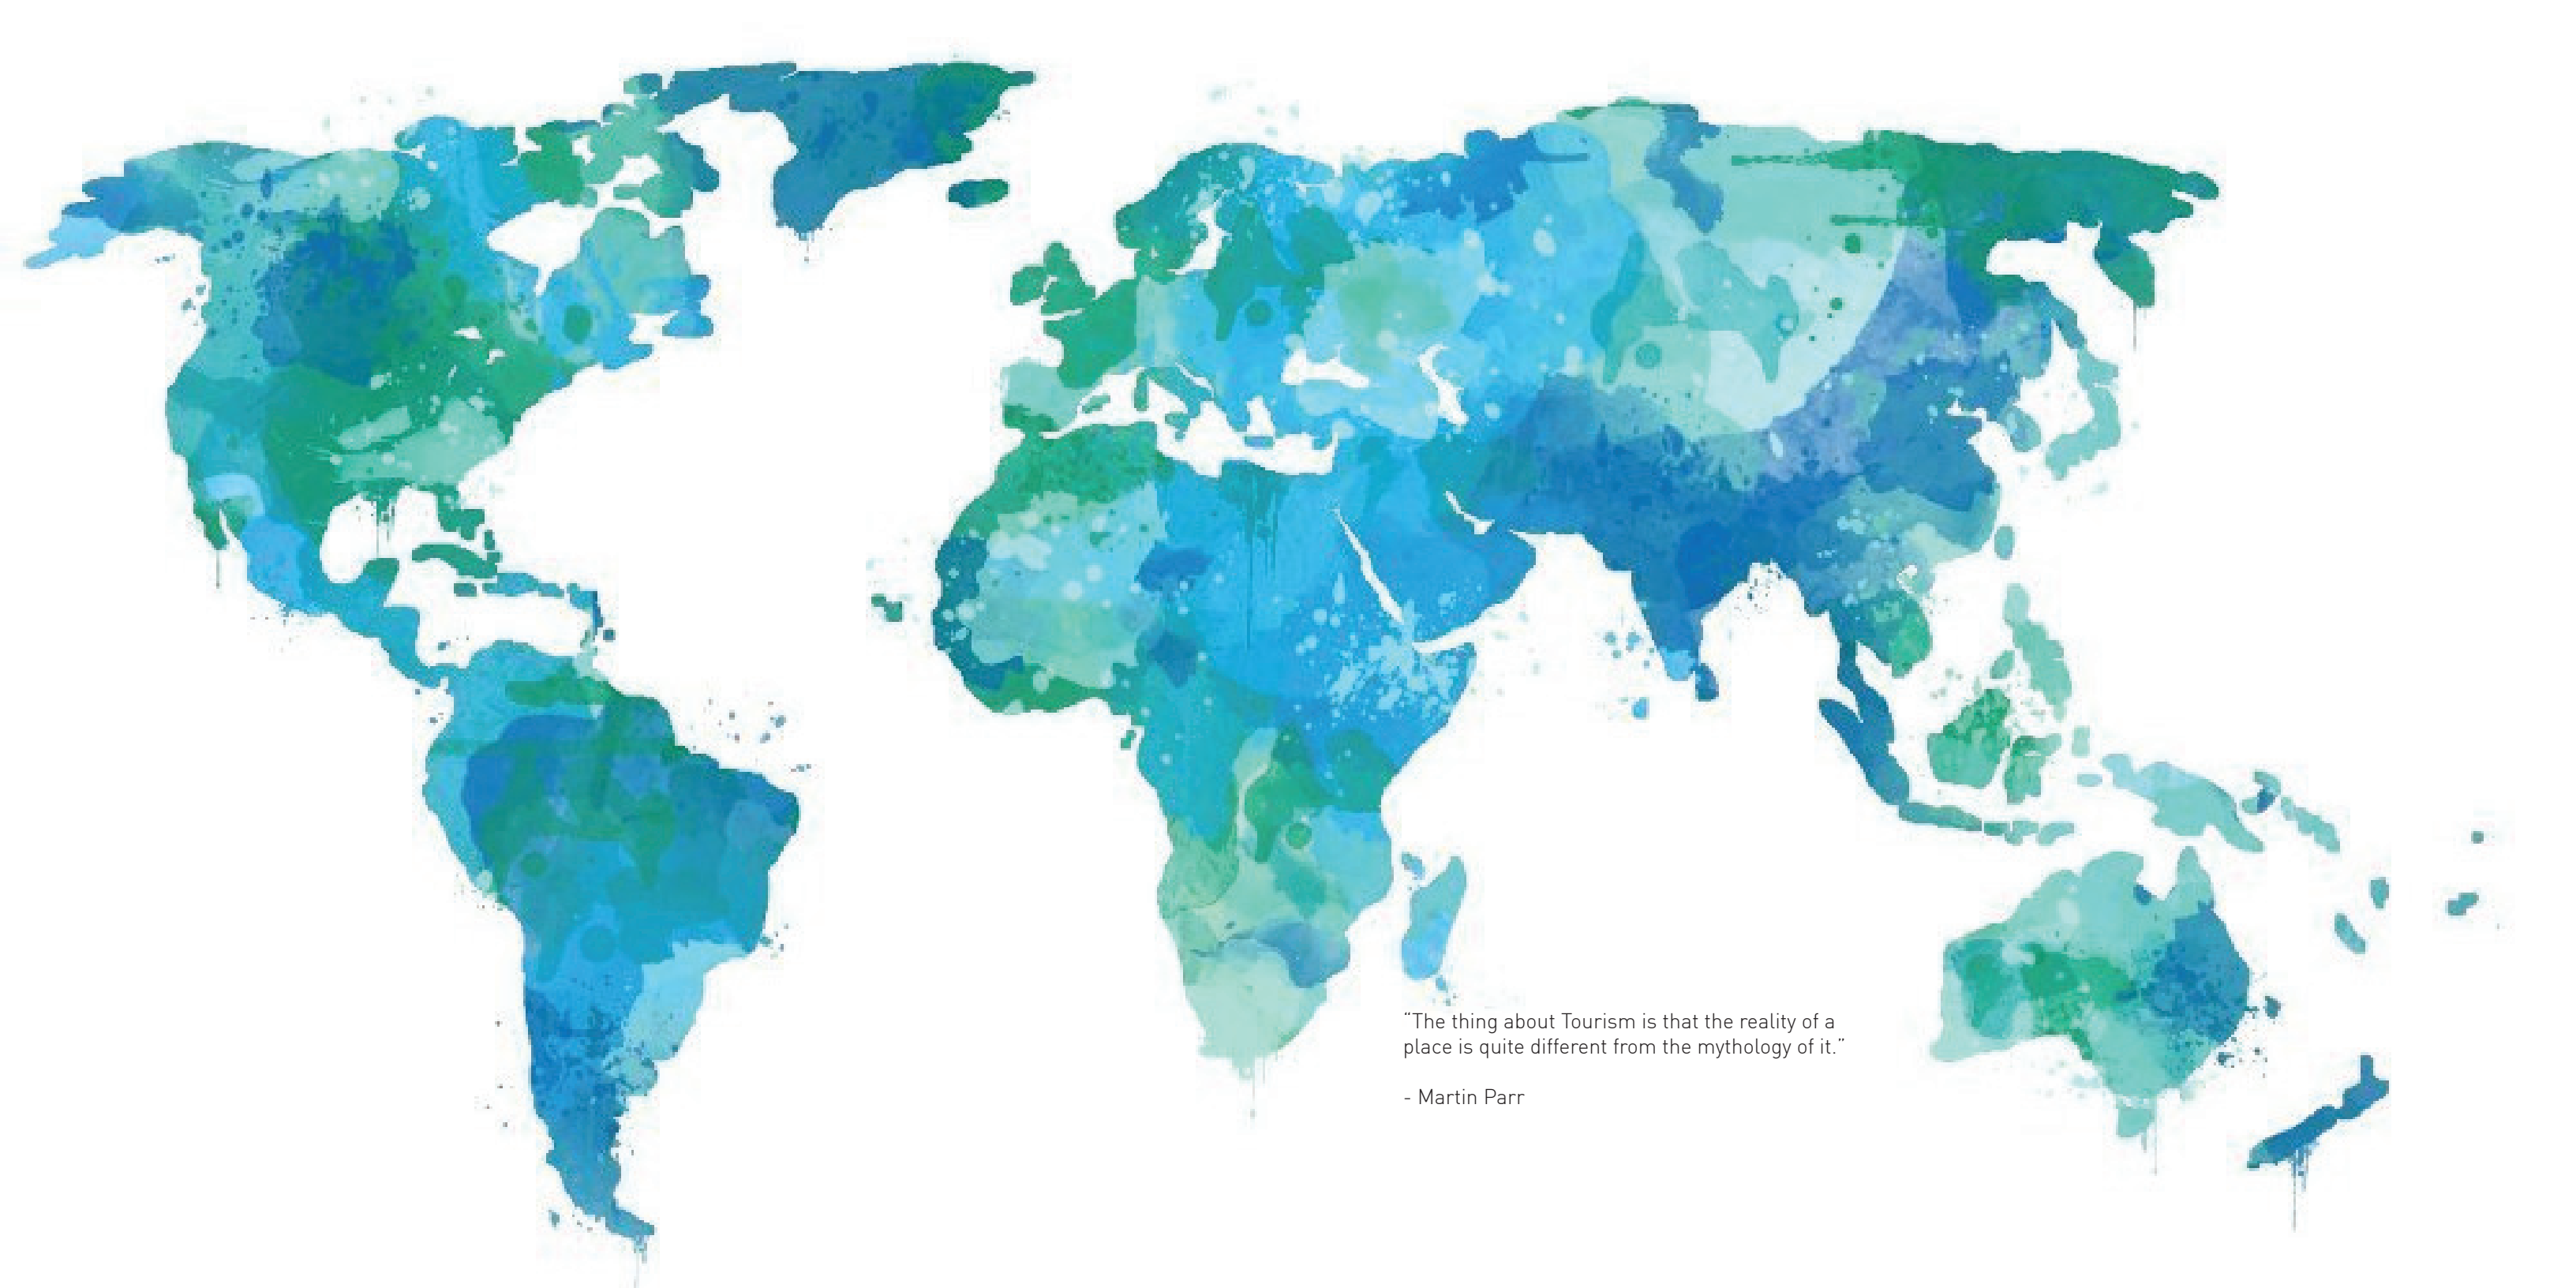 “The thing about Tourism is that the reality of a
place is quite different from the mythology of it.”
- Martin Parr